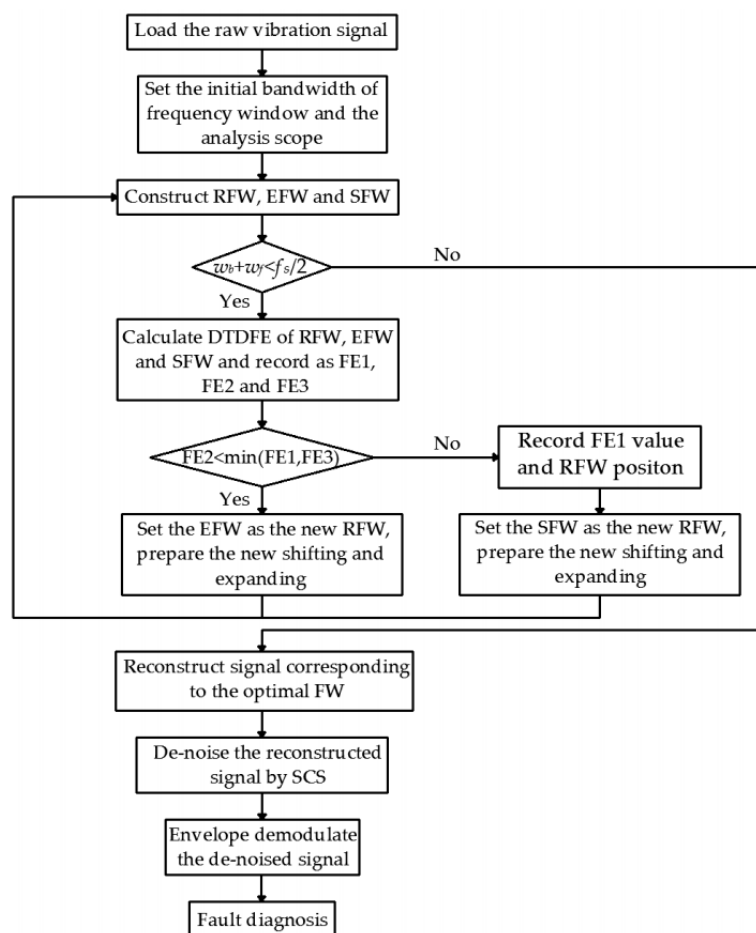 Load the raw vibration signal
Set the initial bandwidth of
frequency window and the
analysis scope
Construct RFW, EFW and SFW
w_b+w_f<f_s/2
No
Yes
Calculate DTDFE of RFW, EFW
and SFW and record as FE1,
FE2 and FE3
FE2<min(FE1,FE3)
No
Record FE1 value
and RFW positon
Yes
Set the EFW as the new RFW,
prepare the new shifting and
expanding
Set the SFW as the new RFW,
prepare the new shifting and
expanding
Reconstruct signal corresponding
to the optimal FW
De-noise the reconstructed
signal by SCS
Envelope demodulate
the de-noised signal
Fault diagnosis